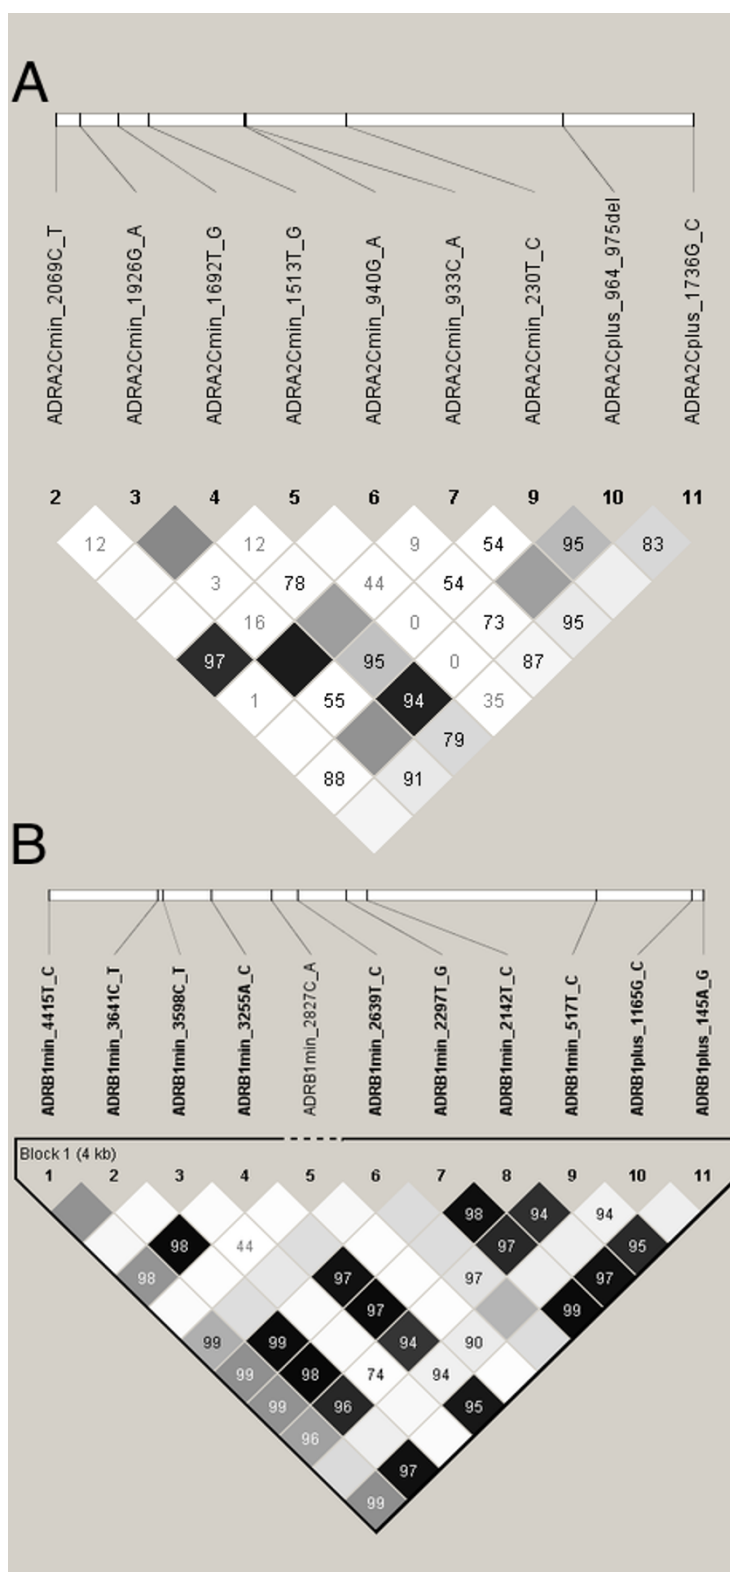 A
ADRA2Cmin_2069C_T
ADRA2Cmin_1926G_A
ADRA2Cmin_1692T_G
ADRA2Cmin_1513T_G
ADRA2Cmin_940G_A
ADRA2Cmin_933C_A
ADRA2Cmin_230T_C
ADRA2Cplus_964_975del
ADRA2Cplus_1736G_C
2 3 4 5 6 7 9 10 11
12 12 9 54 95 83
3 78 44 54
16 0 73 95
97 95 0 87
1 55 94 35
79
88 91
B
ADRB1min_4415T_C
ADRB1min_3641C_T
ADRB1min_3598C_T
ADRB1min_3255A_C
ADRB1min_2827C_A
ADRB1min_2639T_C
ADRB1min_2297T_G
ADRB1min_2142T_C
ADRB1min_517T_C
ADRB1plus_1165G_C
ADRB1plus_145A_G
Block 1 (4 kb)
1 2 3 4 5 6 7 8 9 10 11
98 94 94
98 44 97 95
98 97 97 97
97 99
99 99 94 90
99 98 74 94
99 96 95
96
97
99